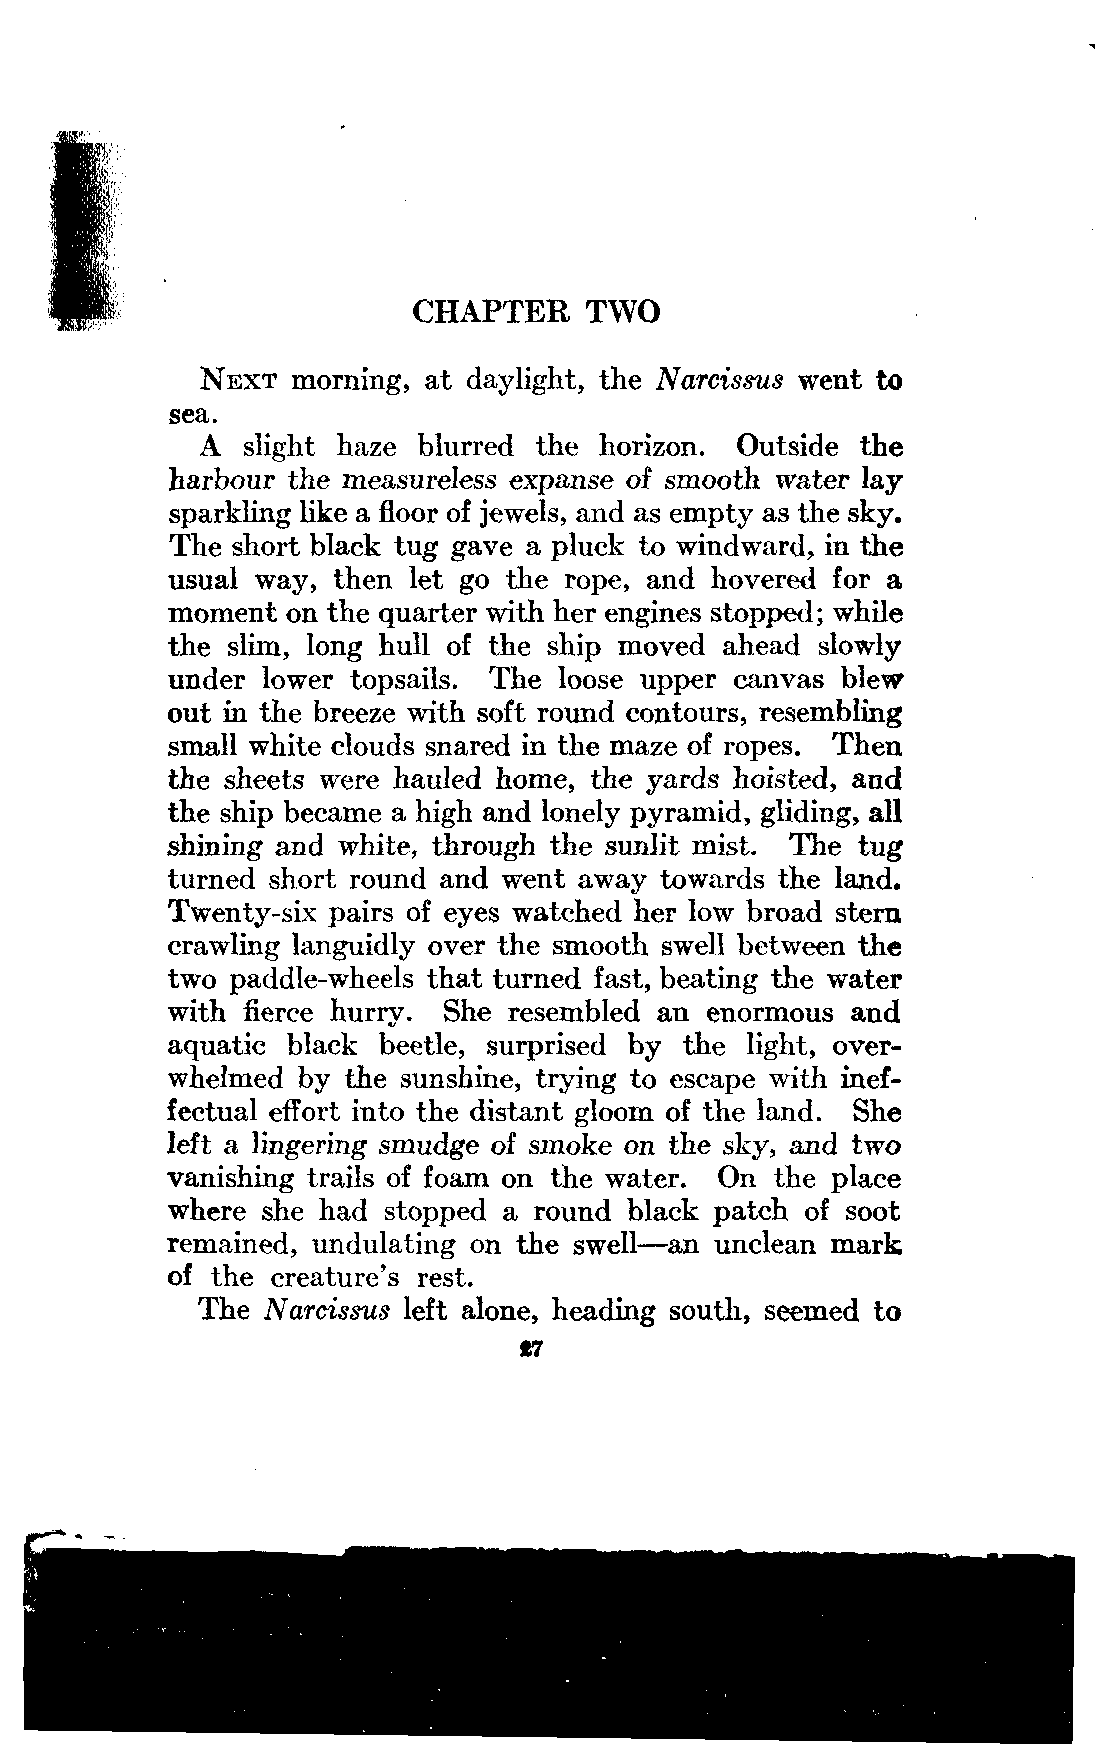 CHAPTER TWO
NEXT morning, at daylight, the Narcissus went to
sea.
A slight haze blurred the horizon. Outside the
harbour the measureless expanse of smooth water lay
sparkling like a floor of jewels, and as empty as the sky.
The short black tug gave a pluck to windward, in the
usual way, then let go the rope, and hovered for a
moment on the quarter with her engines stopped; while
the slim, long hull of the ship moved ahead slowly
under lower topsails. The loose upper canvas blew
out in the breeze with soft round contours, resembling
small white clouds snared in the maze of ropes. Then
the sheets were hauled home, the yards hoisted, and
the ship became a high and lonely pyramid, gliding, all
shining and white, through the sunlit mist. The tug
turned short round and went away towards the land.
Twenty-six pairs of eyes watched her low broad stern
crawling languidly over the smooth swell between the
two paddle-wheels that turned fast, beating the water
with fierce hurry. She resembled an enormous and
aquatic black beetle, surprised by the light, over-
whelmed by the sunshine, trying to escape with inef-
fectual effort into the distant gloom of the land. She
left a lingering smudge of smoke on the sky, and two
vanishing trails of foam on the water. On the place
where she had stopped a round black patch of soot
remained, undulating on the swell—an unclean mark
of the creature's rest.
The Narcissus left alone, heading south, seemed to
27